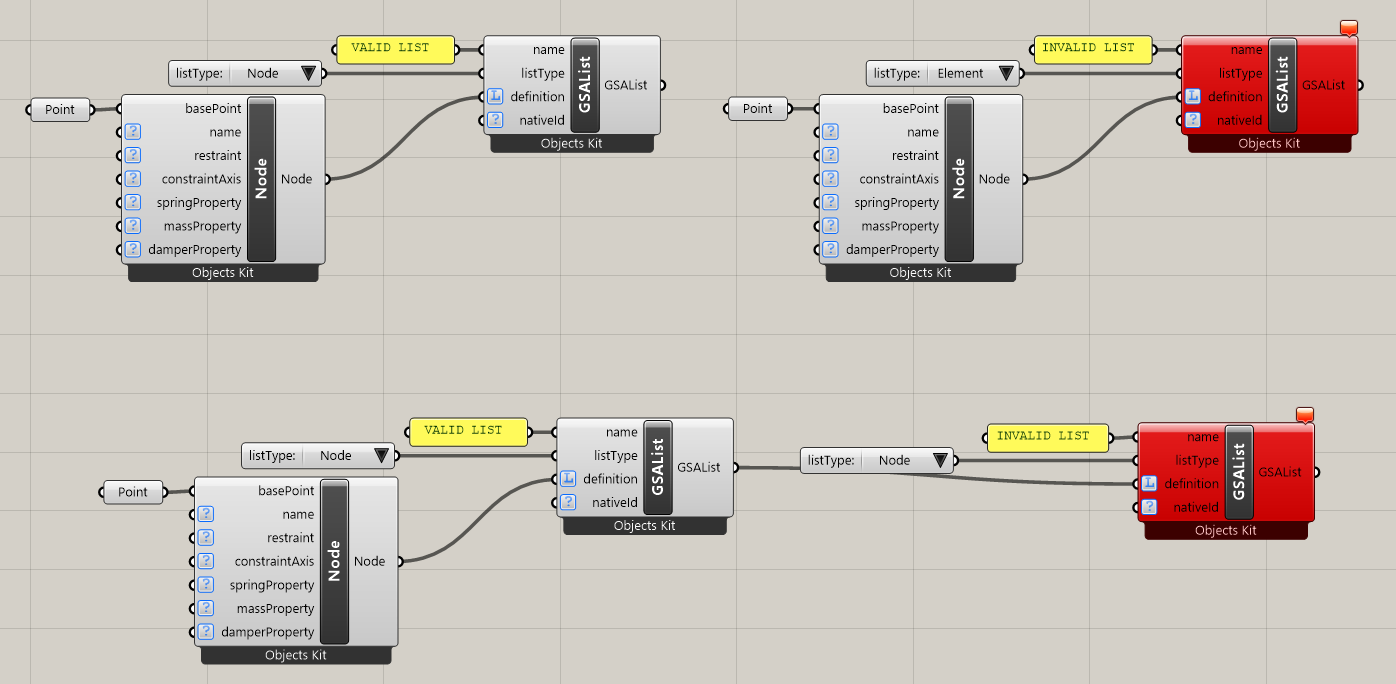 VALID LIST
name
listType: Node
listType
GSAList
GSAList
Point
basePoint
L
definition
name
?
nativeId
?
restraint
Objects Kit
?
constraintAxis
Node
Node
?
springProperty
?
massProperty
?
damperProperty
?
Objects Kit
INVALID LIST
name
listType: Element
listType
GSAList
GSAList
Point
basePoint
L
definition
name
?
nativeId
?
restraint
Objects Kit
?
constraintAxis
Node
Node
?
springProperty
?
massProperty
?
damperProperty
?
Objects Kit
VALID LIST
name
listType: Node
listType
GSAList
GSAList
Point
basePoint
L
definition
name
?
nativeId
?
restraint
Objects Kit
?
constraintAxis
Node
Node
?
springProperty
?
massProperty
?
damperProperty
?
Objects Kit
INVALID LIST
name
listType: Node
listType
GSAList
GSAList
L
definition
?
nativeId
Objects Kit